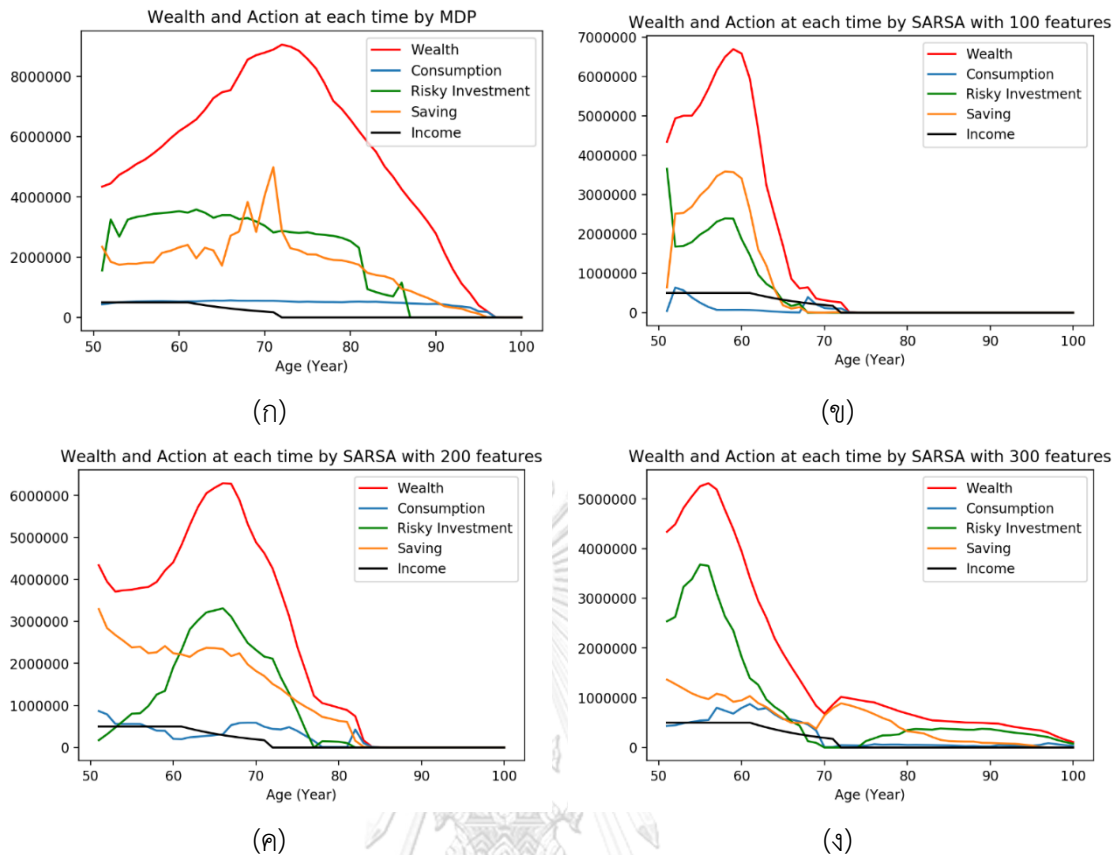 Wealth and Action at each time by MDP
Wealth
Consumption
Risky Investment
Saving
Income
8000000
6000000
4000000
2000000
0
50 60 70 80 90 100
Age (Year)
(ก)
Wealth and Action at each time by SARSA with 100 features
Wealth
Consumption
Risky Investment
Saving
Income
7000000
6000000
5000000
4000000
3000000
2000000
1000000
0
50 60 70 80 90 100
Age (Year)
(ข)
Wealth and Action at each time by SARSA with 200 features
Wealth
Consumption
Risky Investment
Saving
Income
6000000
5000000
4000000
3000000
2000000
1000000
0
50 60 70 80 90 100
Age (Year)
(ค)
Wealth and Action at each time by SARSA with 300 features
Wealth
Consumption
Risky Investment
Saving
Income
5000000
4000000
3000000
2000000
1000000
0
50 60 70 80 90 100
Age (Year)
(ง)